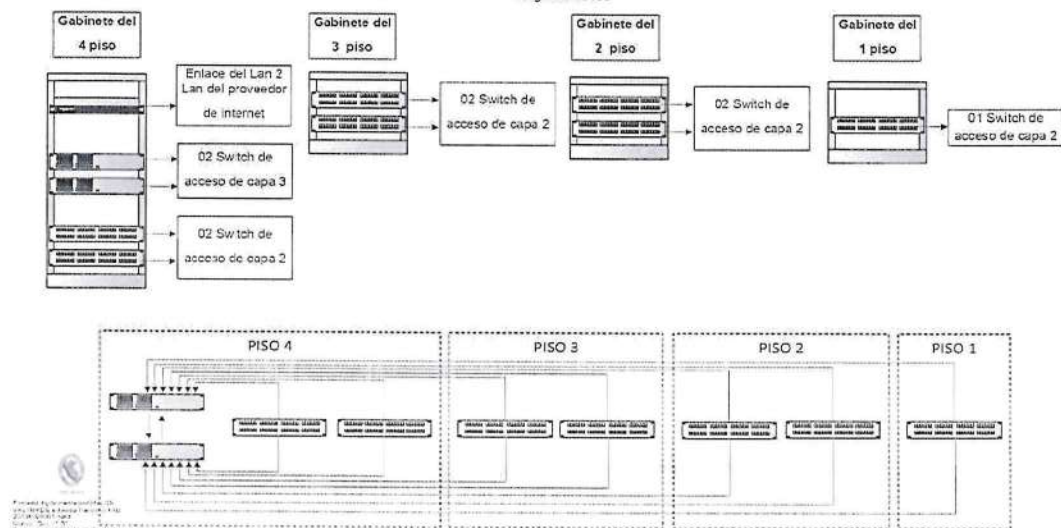 Gabinete del
4 piso
Enlace del Lan 2
Lan del proveedor
de internet
02 Switch de
acceso de capa 3
02 Switch de
acceso de capa 2
Gabinete del
3 piso
02 Switch de
acceso de capa 2
Gabinete del
2 piso
02 Switch de
acceso de capa 2
Gabinete del
1 piso
01 Switch de
acceso de capa 2
PISO 4
PISO 3
PISO 2
PISO 1